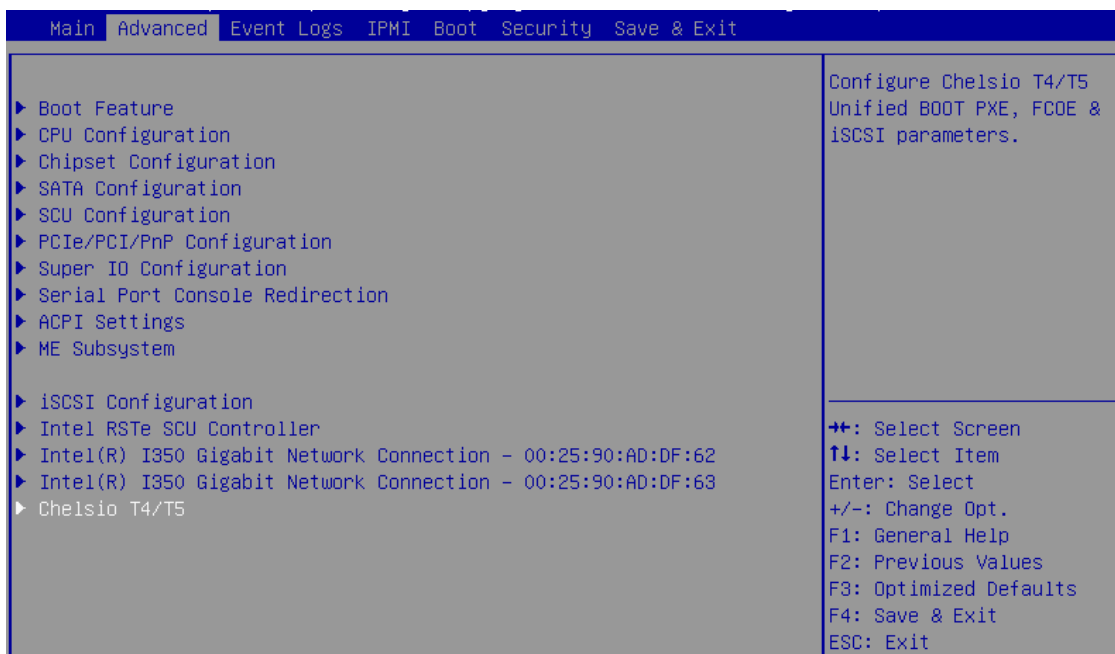 Main Advanced Event Logs IPMI Boot Security Save & Exit
▶ Boot Feature
▶ CPU Configuration
▶ Chipset Configuration
▶ SATA Configuration
▶ SCU Configuration
▶ PCIe/PCI/PnP Configuration
▶ Super IO Configuration
▶ Serial Port Console Redirection
▶ ACPI Settings
▶ ME Subsystem
▶ iSCSI Configuration
▶ Intel RSTe SCU Controller
▶ Intel(R) I350 Gigabit Network Connection - 00:25:90:AD:DF:62
▶ Intel(R) I350 Gigabit Network Connection - 00:25:90:AD:DF:63
▶ Chelsio T4/T5
Configure Chelsio T4/T5
Unified BOOT PXE, FCOE &
iSCSI parameters.
→←: Select Screen
↑↓: Select Item
Enter: Select
+/-: Change Opt.
F1: General Help
F2: Previous Values
F3: Optimized Defaults
F4: Save & Exit
ESC: Exit